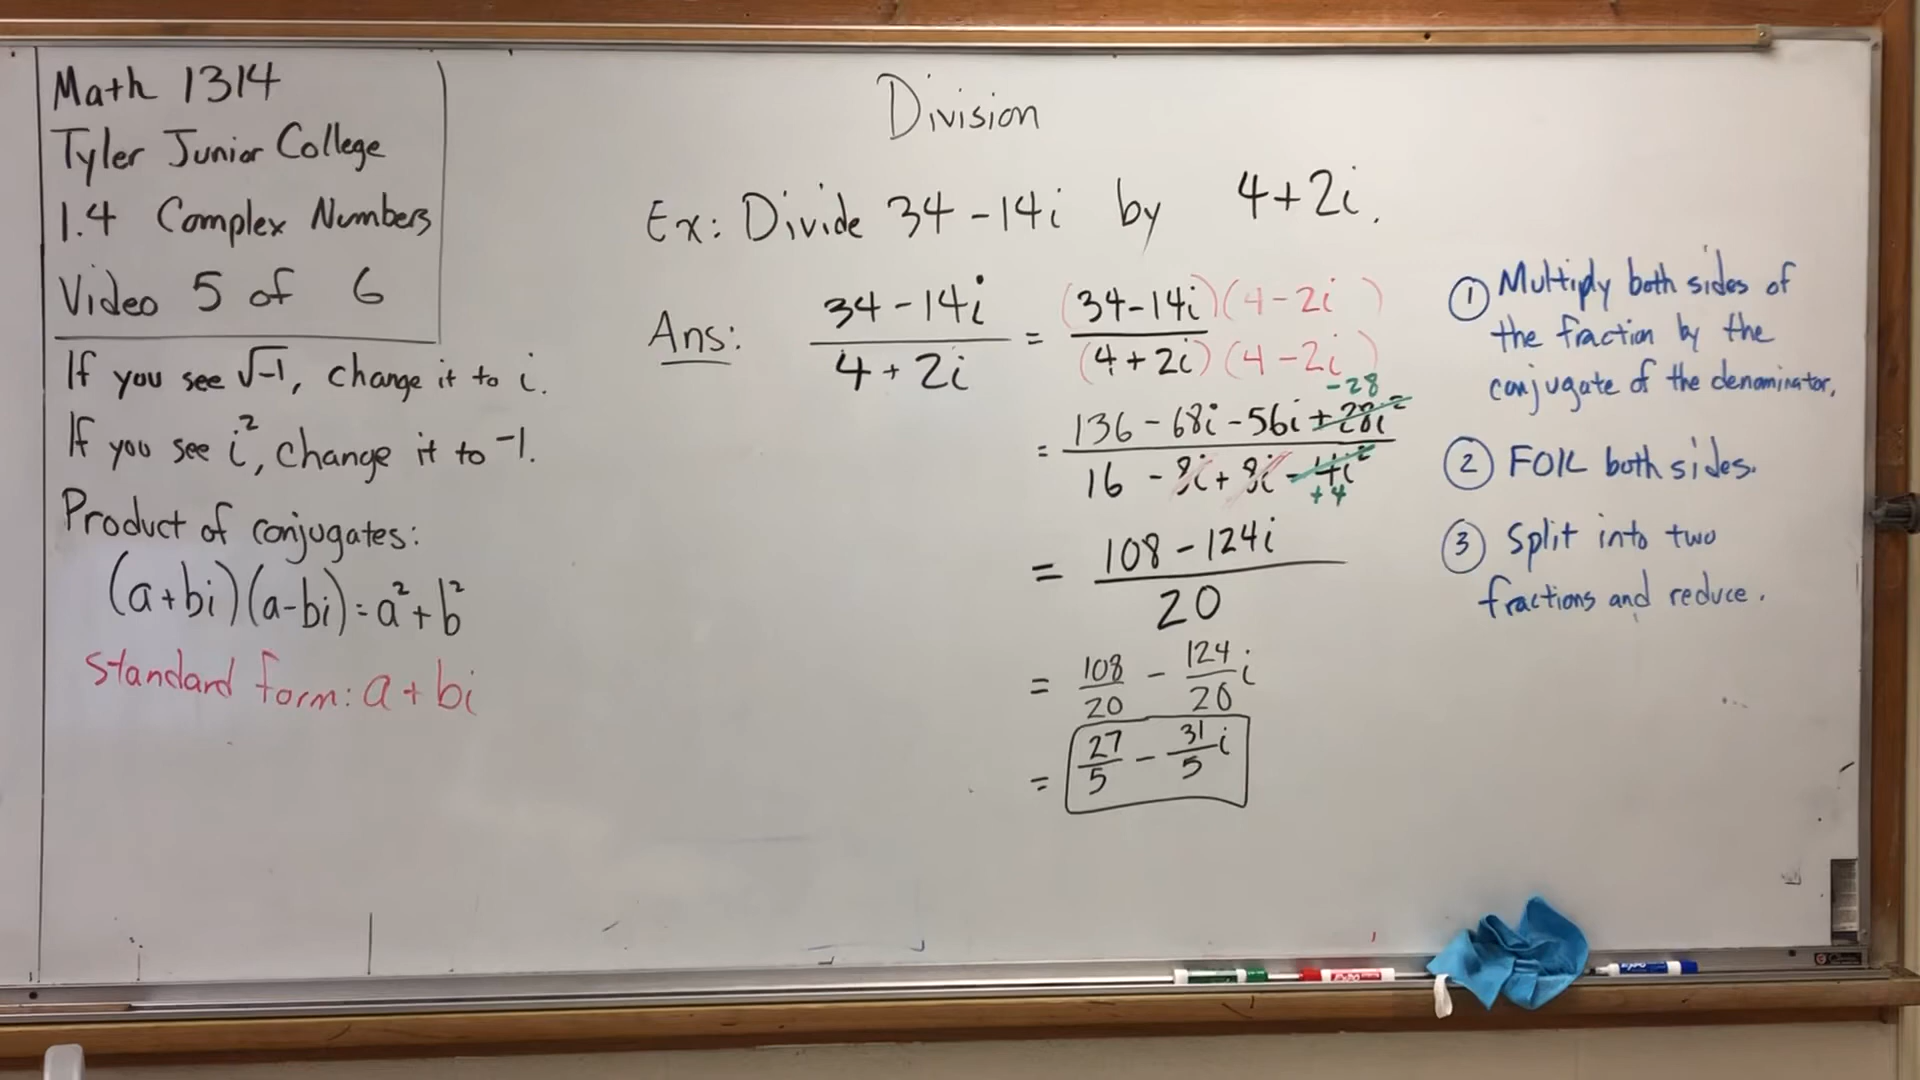 Math 1314
Tyler Junior College
1.4 Complex Numbers
Video 5 of 6
If you see √-1, change it to i.
If you see i², change it to -1.
Product of conjugates:
(a+bi)(a-bi)=a²+b²
standard form: a+bi
Division
Ex: Divide 34-14i by 4+2i.
Ans:
34-14i / 4+2i = (34-14i)(4-2i) / (4+2i)(4-2i)
-28
= 136-68i-56i+28i² / 16-8i+8i-4i²
+4
= 108-124i / 20
= 108/20 - 124/20 i
= 27/5 - 31/5 i
① Multiply both sides of
the fraction by the
conjugate of the denominator.
② FOIL both sides.
③ Split into two
fractions and reduce.
EXPO
EXPO